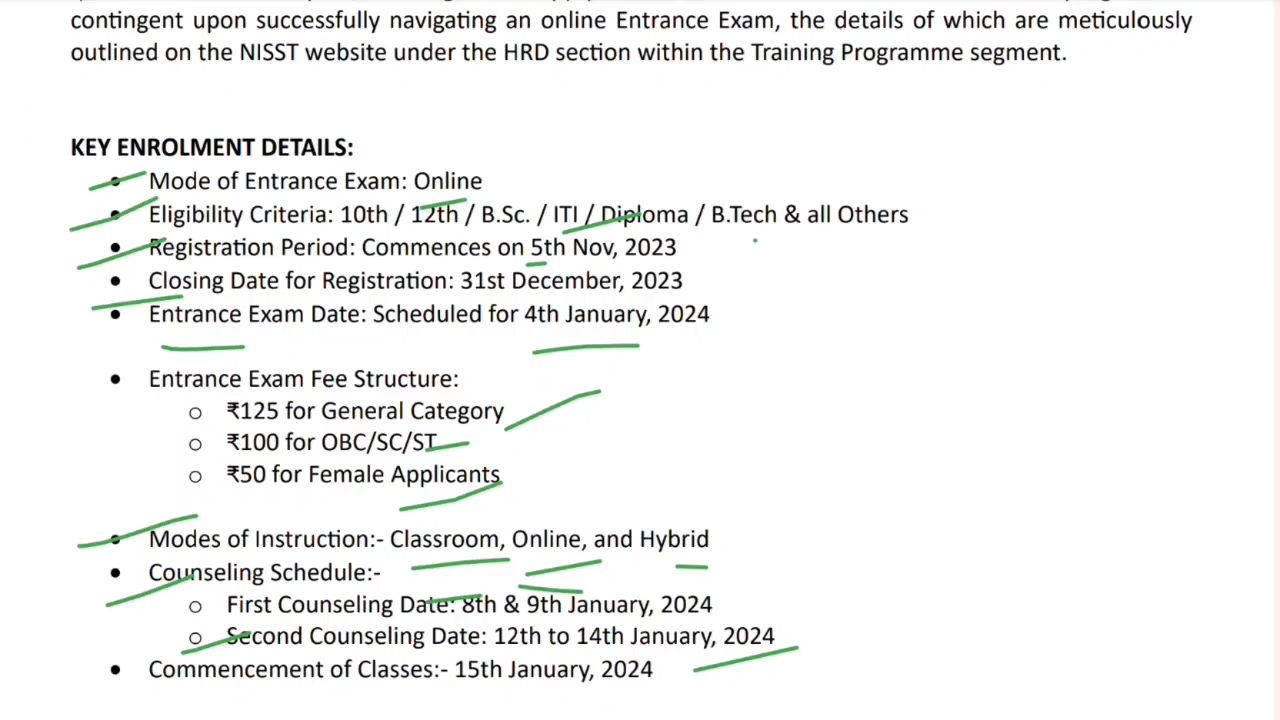 contingent upon successfully navigating an online Entrance Exam, the details of which are meticulously
outlined on the NISST website under the HRD section within the Training Programme segment.
KEY ENROLMENT DETAILS:
• Mode of Entrance Exam: Online
• Eligibility Criteria: 10th / 12th / B.Sc. / ITI / Diploma / B.Tech & all Others
• Registration Period: Commences on 5th Nov, 2023
• Closing Date for Registration: 31st December, 2023
• Entrance Exam Date: Scheduled for 4th January, 2024
• Entrance Exam Fee Structure:
o ₹125 for General Category
o ₹100 for OBC/SC/ST
o ₹50 for Female Applicants
• Modes of Instruction:- Classroom, Online, and Hybrid
• Counseling Schedule:-
o First Counseling Date: 8th & 9th January, 2024
o Second Counseling Date: 12th to 14th January, 2024
• Commencement of Classes:- 15th January, 2024